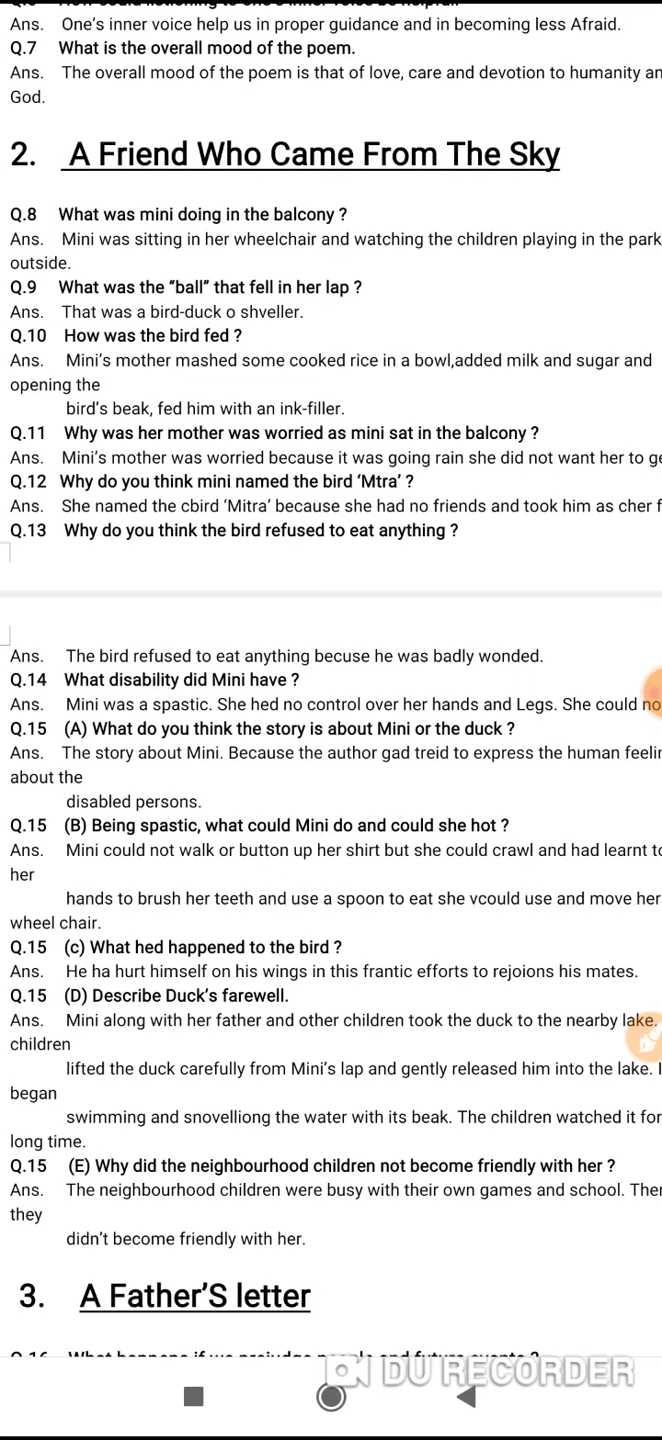 Ans. One's inner voice help us in proper guidance and in becoming less Afraid.
Q.7 What is the overall mood of the poem.
Ans. The overall mood of the poem is that of love, care and devotion to humanity an
God.
2. A Friend Who Came From The Sky
Q.8 What was mini doing in the balcony ?
Ans. Mini was sitting in her wheelchair and watching the children playing in the park
outside.
Q.9 What was the “ball” that fell in her lap ?
Ans. That was a bird-duck o shveller.
Q.10 How was the bird fed ?
Ans. Mini's mother mashed some cooked rice in a bowl,added milk and sugar and
opening the
bird's beak, fed him with an ink-filler.
Q.11 Why was her mother was worried as mini sat in the balcony ?
Ans. Mini's mother was worried because it was going rain she did not want her to ge
Q.12 Why do you think mini named the bird ‘Mtra’ ?
Ans. She named the cbird ‘Mitra’ because she had no friends and took him as cher f
Q.13 Why do you think the bird refused to eat anything ?
Ans. The bird refused to eat anything becuse he was badly wonded.
Q.14 What disability did Mini have ?
Ans. Mini was a spastic. She hed no control over her hands and Legs. She could no
Q.15 (A) What do you think the story is about Mini or the duck ?
Ans. The story about Mini. Because the author gad treid to express the human feelin
about the
disabled persons.
Q.15 (B) Being spastic, what could Mini do and could she hot ?
Ans. Mini could not walk or button up her shirt but she could crawl and had learnt to
her
hands to brush her teeth and use a spoon to eat she vcould use and move her
wheel chair.
Q.15 (c) What hed happened to the bird ?
Ans. He ha hurt himself on his wings in this frantic efforts to rejoions his mates.
Q.15 (D) Describe Duck's farewell.
Ans. Mini along with her father and other children took the duck to the nearby lake.
children
lifted the duck carefully from Mini's lap and gently released him into the lake. I
began
swimming and snovelliong the water with its beak. The children watched it for
long time.
Q.15 (E) Why did the neighbourhood children not become friendly with her ?
Ans. The neighbourhood children were busy with their own games and school. Ther
they
didn't become friendly with her.
3. A Father'S letter
DU RECORDER